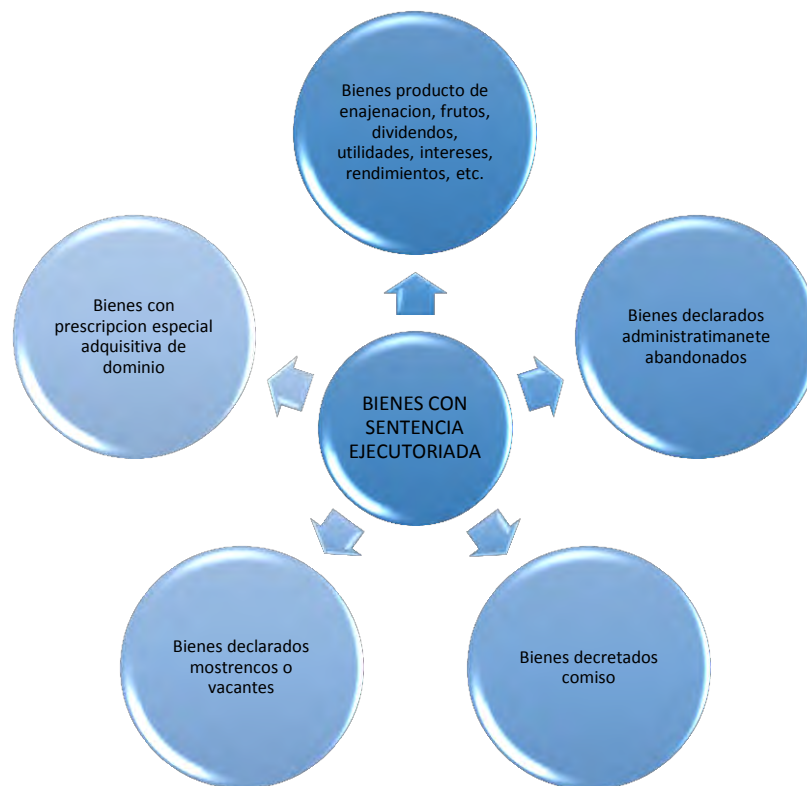 Bienes producto de
enajenacion, frutos,
dividendos,
utilidades, intereses,
rendimientos, etc.
Bienes con
prescripcion especial
adquisitiva de
dominio
Bienes declarados
administratimanete
abandonados
BIENES CON
SENTENCIA
EJECUTORIADA
Bienes declarados
mostrencos o
vacantes
Bienes decretados
comiso